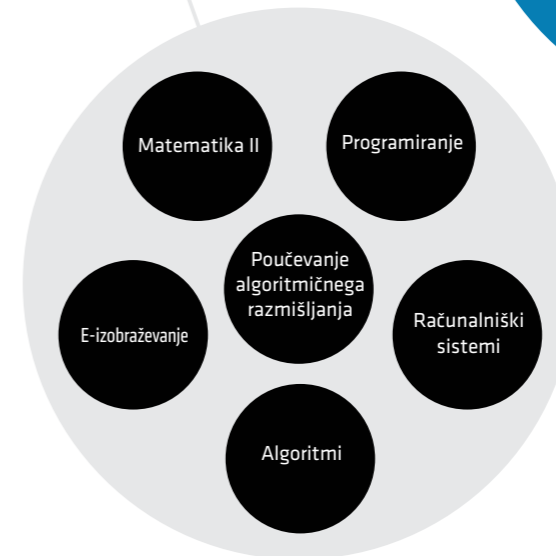 Matematika II
Programiranje
Poučevanje
algoritmičnega
razmišljanja
E-izobraževanje
Računalniški
sistemi
Algoritmi